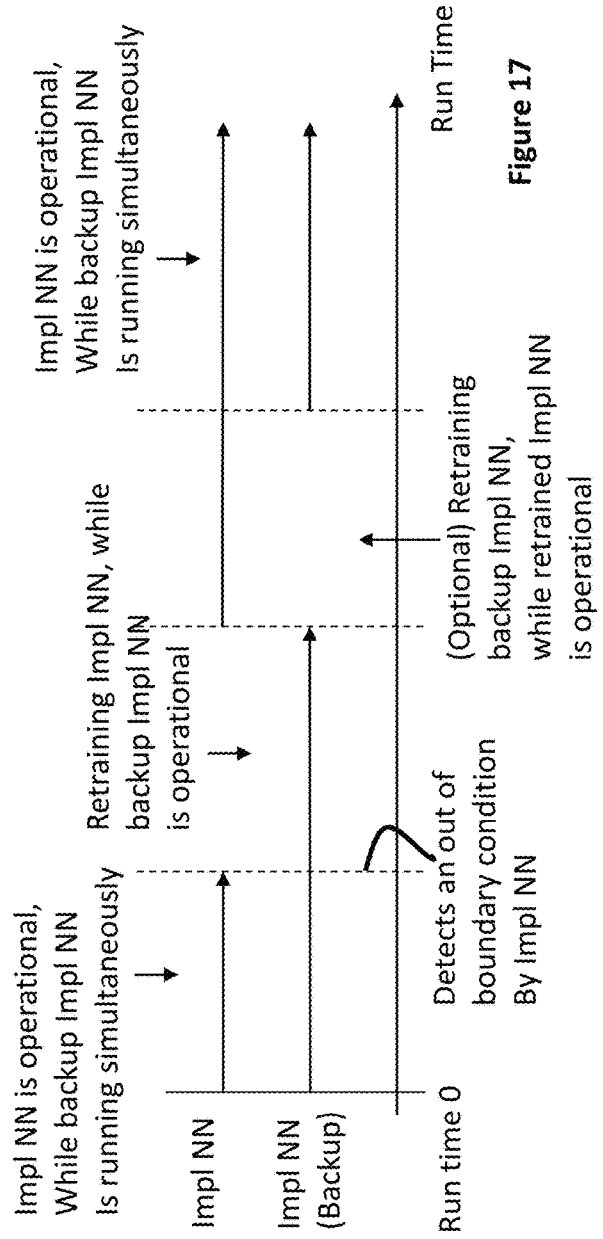 Impl NN is operational,
While backup Impl NN
Is running simultaneously
Retraining Impl NN, while
backup Impl NN
is operational
Impl NN is operational,
While backup Impl NN
Is running simultaneously
Impl NN
Impl NN
(Backup)
Run time 0
Detects an out of
boundary condition
By Impl NN
(Optional) Retraining
backup Impl NN,
while retrained Impl NN
is operational
Run Time
Figure 17